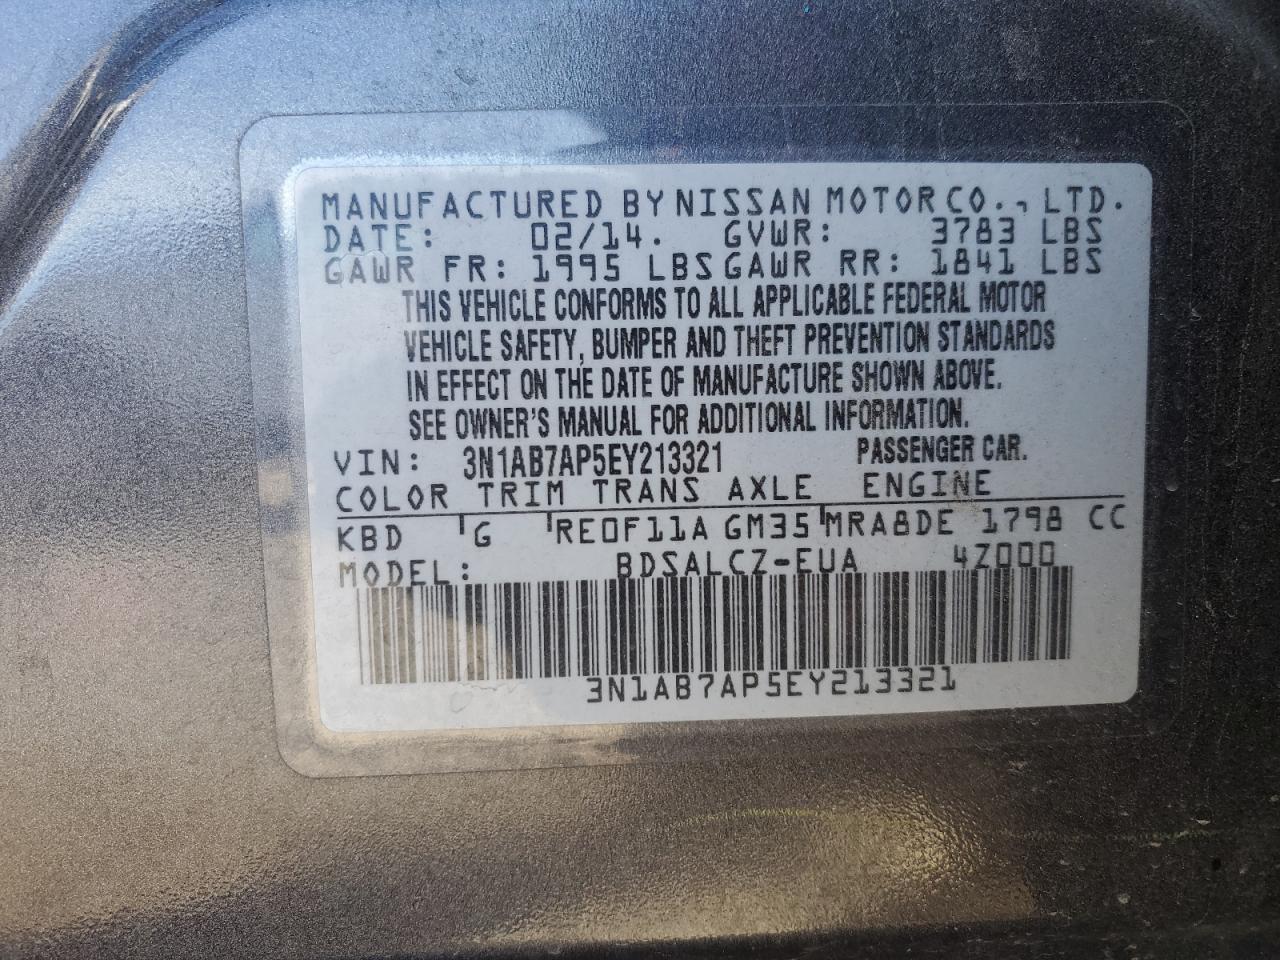 MANUFACTURED BY NISSAN MOTOR CO., LTD.
DATE: 02/14. GVWR: 3783 LBS
GAWR FR: 1995 LBS GAWR RR: 1841 LBS
THIS VEHICLE CONFORMS TO ALL APPLICABLE FEDERAL MOTOR
VEHICLE SAFETY, BUMPER AND THEFT PREVENTION STANDARDS
IN EFFECT ON THE DATE OF MANUFACTURE SHOWN ABOVE.
SEE OWNER'S MANUAL FOR ADDITIONAL INFORMATION.
VIN: 3N1AB7AP5EY213321 PASSENGER CAR.
COLOR TRIM TRANS AXLE ENGINE
KBD G RE0F11A GM35 MRA8DE 1798 CC
MODEL: BDSALCZ-EUA 4Z000
3N1AB7AP5EY213321